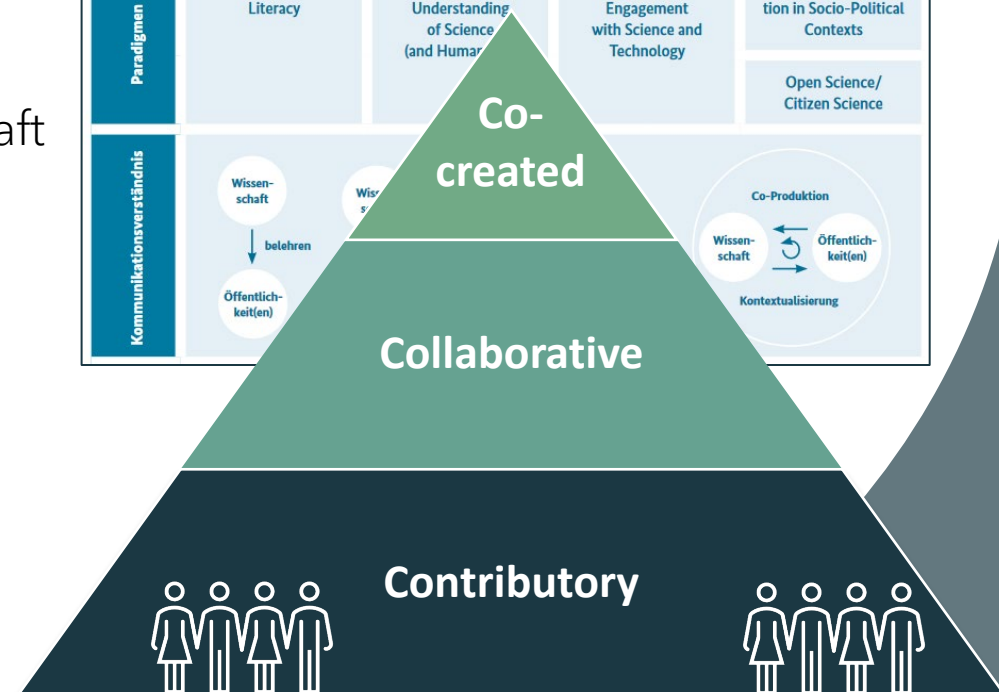 aft
Paradigmen
Literacy
Understanding
of Science
(and Human
Engagement
with Science and
Technology
tion in Socio-Political
Contexts
Open Science/
Citizen Science
Kommunikationsverständnis
Wissen-
schaft
belehren
Öffentlich-
keit(en)
Wiss
Co-Produktion
Wissen-
schaft
Öffentlich-
keit(en)
Kontextualisierung
Co-
created
Collaborative
Contributory